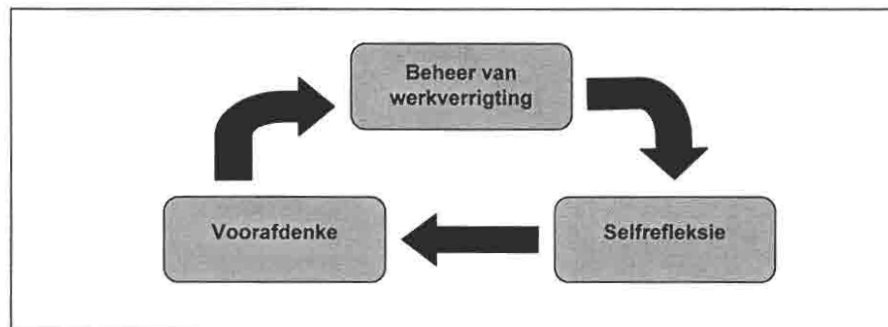 Beheer van
werkverrigting
Voorafdenke
Selfrefleksie